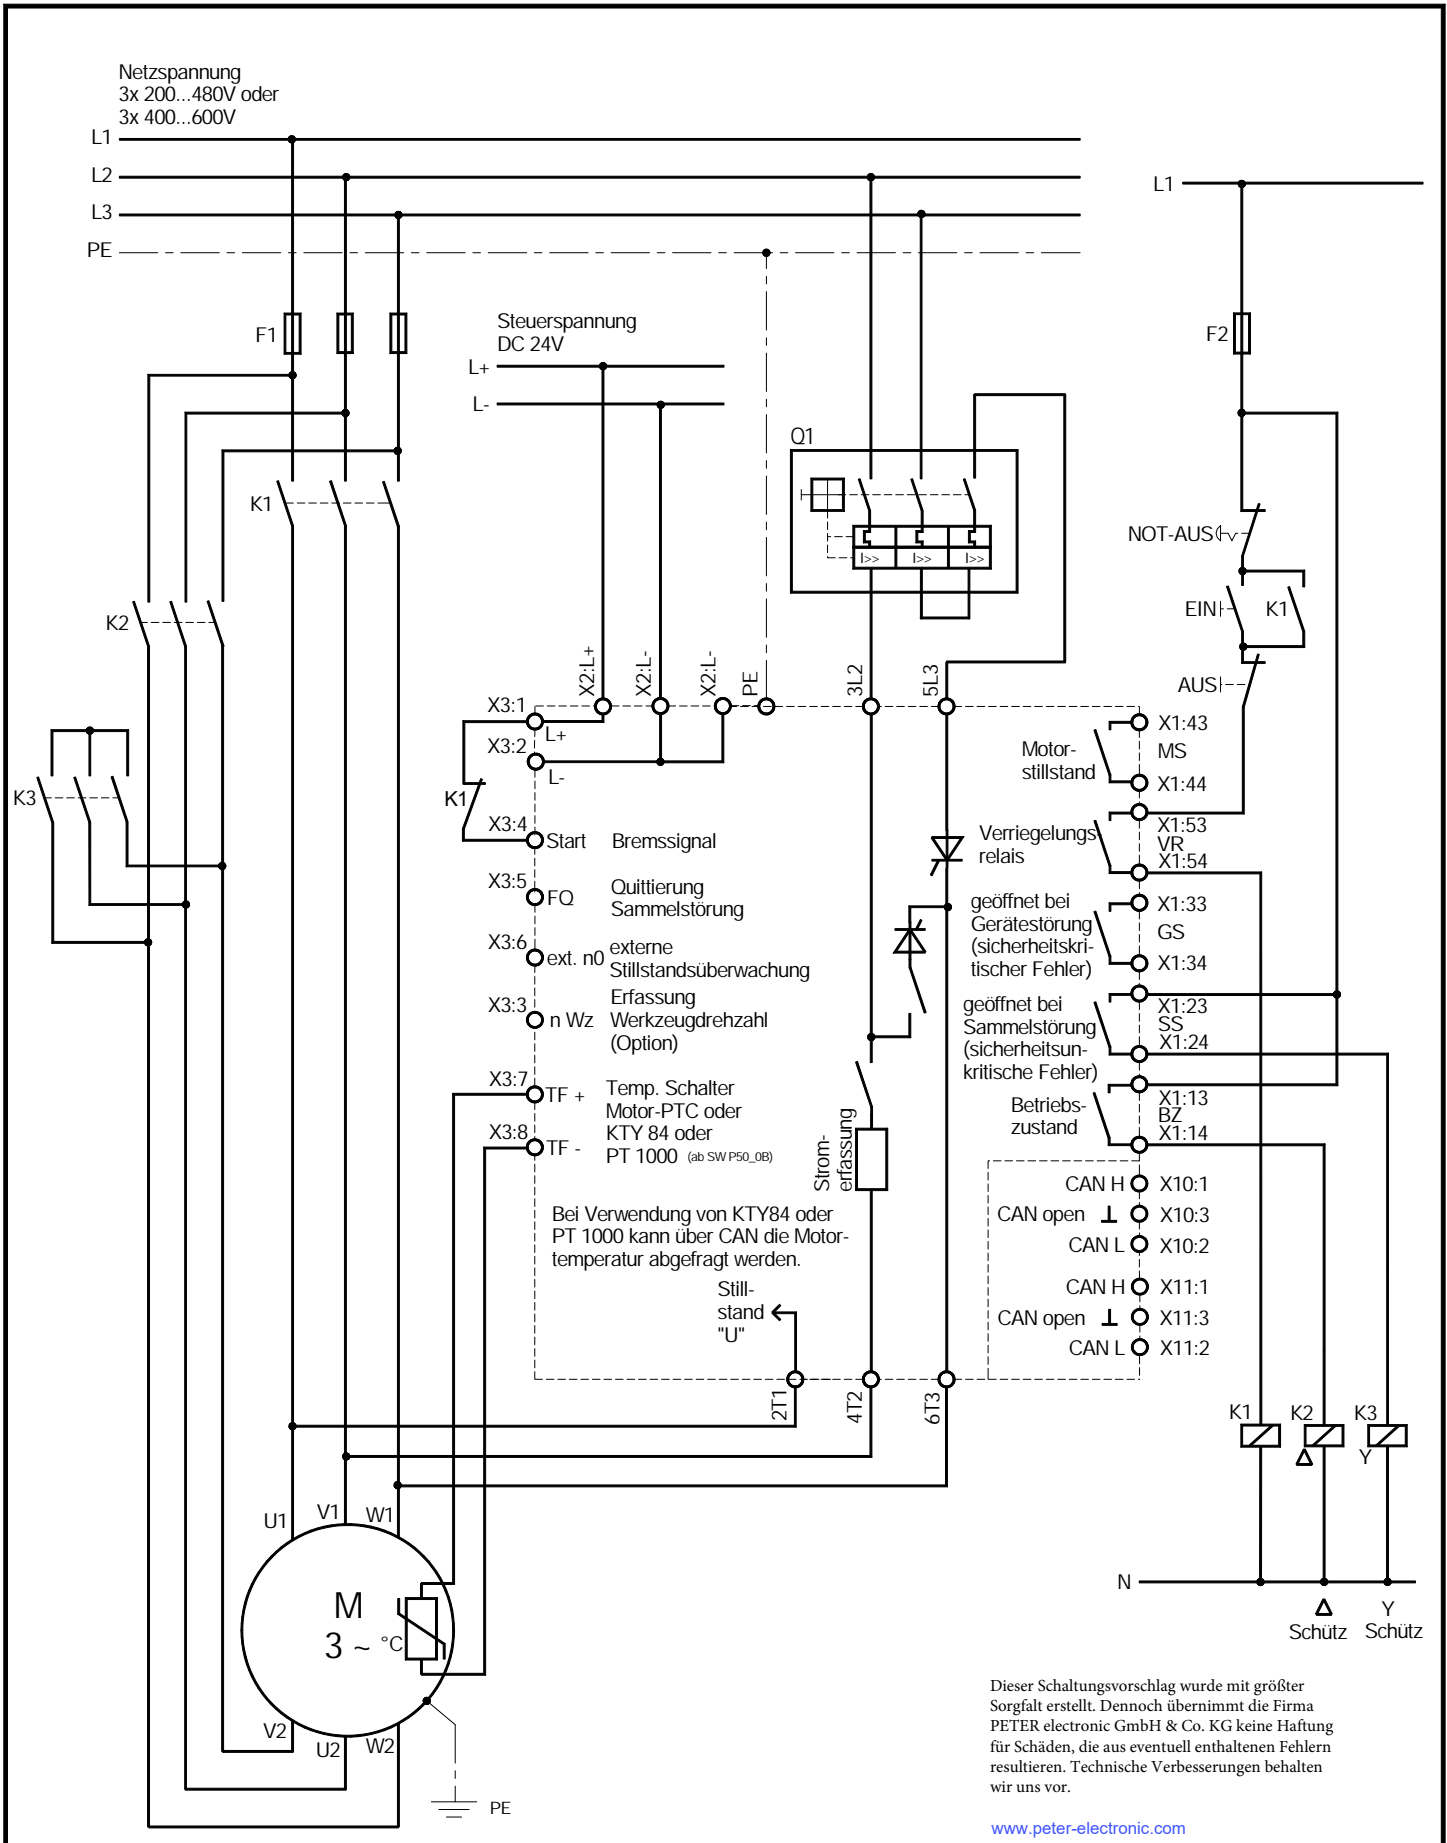 Netzspannung
3x 200...480V oder
3x 400...600V
L1
L2
L3
PE
L1
F1
Steuerspannung
DC 24V
L+
L-
F2
Q1
K1
NOT-AUS
I>> I>> I>>
EIN
K1
K2
AUS
X2:L+
X2:L-
X2:L-
PE
3L2
5L3
X3:1
L+
X3:2
L-
K1
X3:4
Start Bremssignal
X3:5
FQ
Quittierung
Sammelstörung
X3:6
ext. n0
externe
Stillstandsüberwachung
X3:3
n Wz
Erfassung
Werkzeugdrehzahl
(Option)
X3:7
TF +
X3:8
TF -
Temp. Schalter
Motor-PTC oder
KTY 84 oder
PT 1000 (ab SW P50_0B)
Bei Verwendung von KTY84 oder
PT 1000 kann über CAN die Motor-
temperatur abgefragt werden.
Still-
stand
"U"
K3
Strom-
erfassung
Motor-
stillstand
X1:43
MS
X1:44
Verriegelungs-
relais
X1:53
VR
X1:54
geöffnet bei
Gerätestörung
(sicherheitskri-
tischer Fehler)
X1:33
GS
X1:34
geöffnet bei
Sammelstörung
(sicherheitsun-
kritische Fehler)
X1:23
SS
X1:24
Betriebs-
zustand
X1:13
BZ
X1:14
CAN H X10:1
CAN open ⊥ X10:3
CAN L X10:2
CAN H X11:1
CAN open ⊥ X11:3
CAN L X11:2
2T1
4T2
6T3
K1
K2
Δ
K3
Y
U1
V1
W1
M
3 ~
°C
V2
U2
W2
PE
N
Δ
Schütz
Y
Schütz
Dieser Schaltungsvorschlag wurde mit größter
Sorgfalt erstellt. Dennoch übernimmt die Firma
PETER electronic GmbH & Co. KG keine Haftung
für Schäden, die aus eventuell enthaltenen Fehlern
resultieren. Technische Verbesserungen behalten
wir uns vor.
www.peter-electronic.com